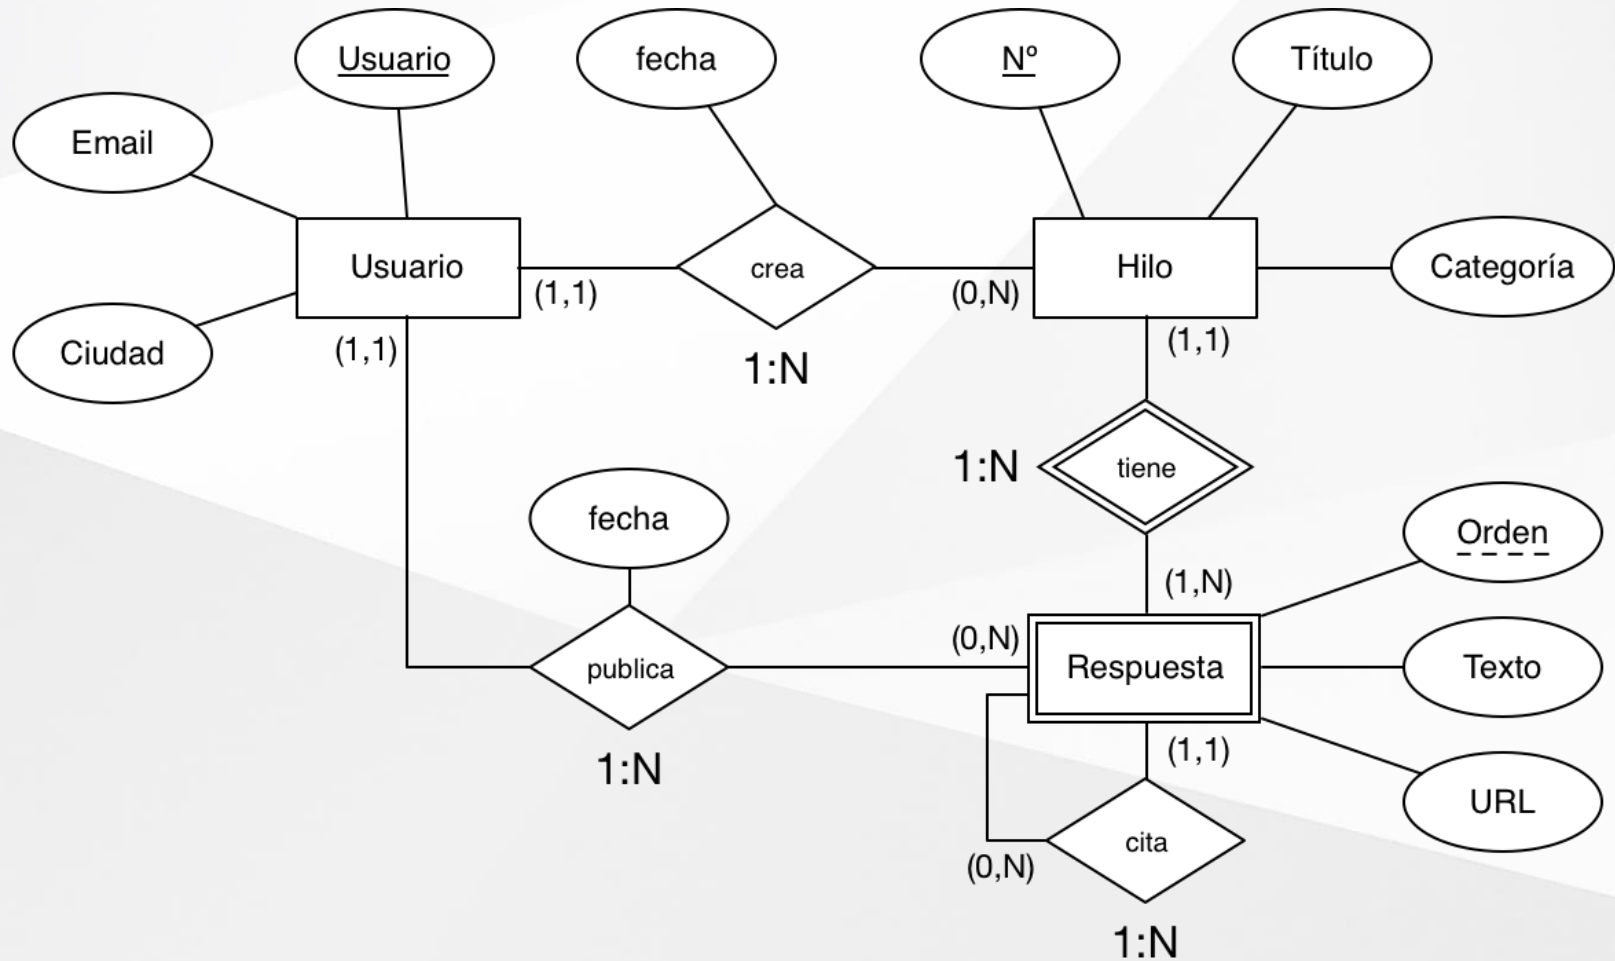 Usuario
fecha
Nº
Título
Email
Usuario
crea
Hilo
Categoría
(1,1)
(0,N)
Ciudad
(1,1)
1:N
(1,1)
1:N
tiene
fecha
Orden
(1,N)
(0,N)
publica
Respuesta
Texto
1:N
(1,1)
URL
cita
(0,N)
1:N